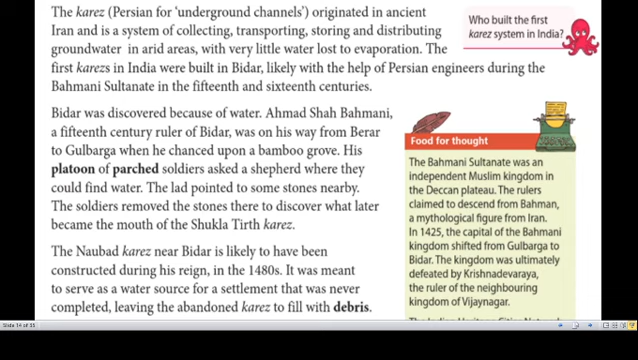 The karez (Persian for ‘underground channels’) originated in ancient
Iran and is a system of collecting, transporting, storing and distributing
groundwater in arid areas, with very little water lost to evaporation. The
first karezs in India were built in Bidar, likely with the help of Persian engineers during the
Bahmani Sultanate in the fifteenth and sixteenth centuries.
Who built the first
karez system in India?
Bidar was discovered because of water. Ahmad Shah Bahmani,
a fifteenth century ruler of Bidar, was on his way from Berar
to Gulbarga when he chanced upon a bamboo grove. His
platoon of parched soldiers asked a shepherd where they
could find water. The lad pointed to some stones nearby.
The soldiers removed the stones there to discover what later
became the mouth of the Shukla Tirth karez.
The Naubad karez near Bidar is likely to have been
constructed during his reign, in the 1480s. It was meant
to serve as a water source for a settlement that was never
completed, leaving the abandoned karez to fill with debris.
Food for thought
The Bahmani Sultanate was an
independent Muslim kingdom in
the Deccan plateau. The rulers
claimed to descend from Bahman,
a mythological figure from Iran.
In 1425, the capital of the Bahmani
kingdom shifted from Gulbarga to
Bidar. The kingdom was ultimately
defeated by Krishnadevaraya,
the ruler of the neighbouring
kingdom of Vijaynagar.
Slide 14 of 15